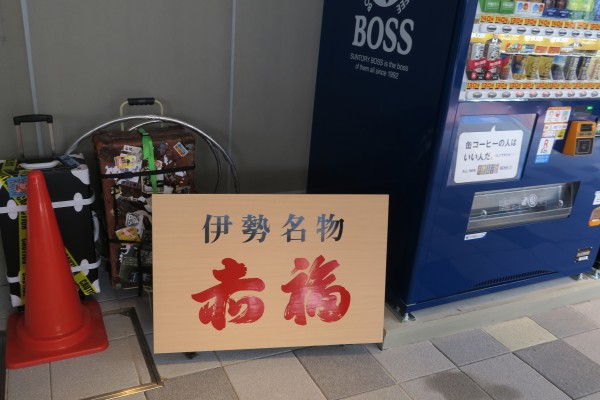 BOSS
SUNTORY BOSS is the boss
of them all since 1992
缶コーヒーの人は
いい人だ。
伊勢名物
赤福